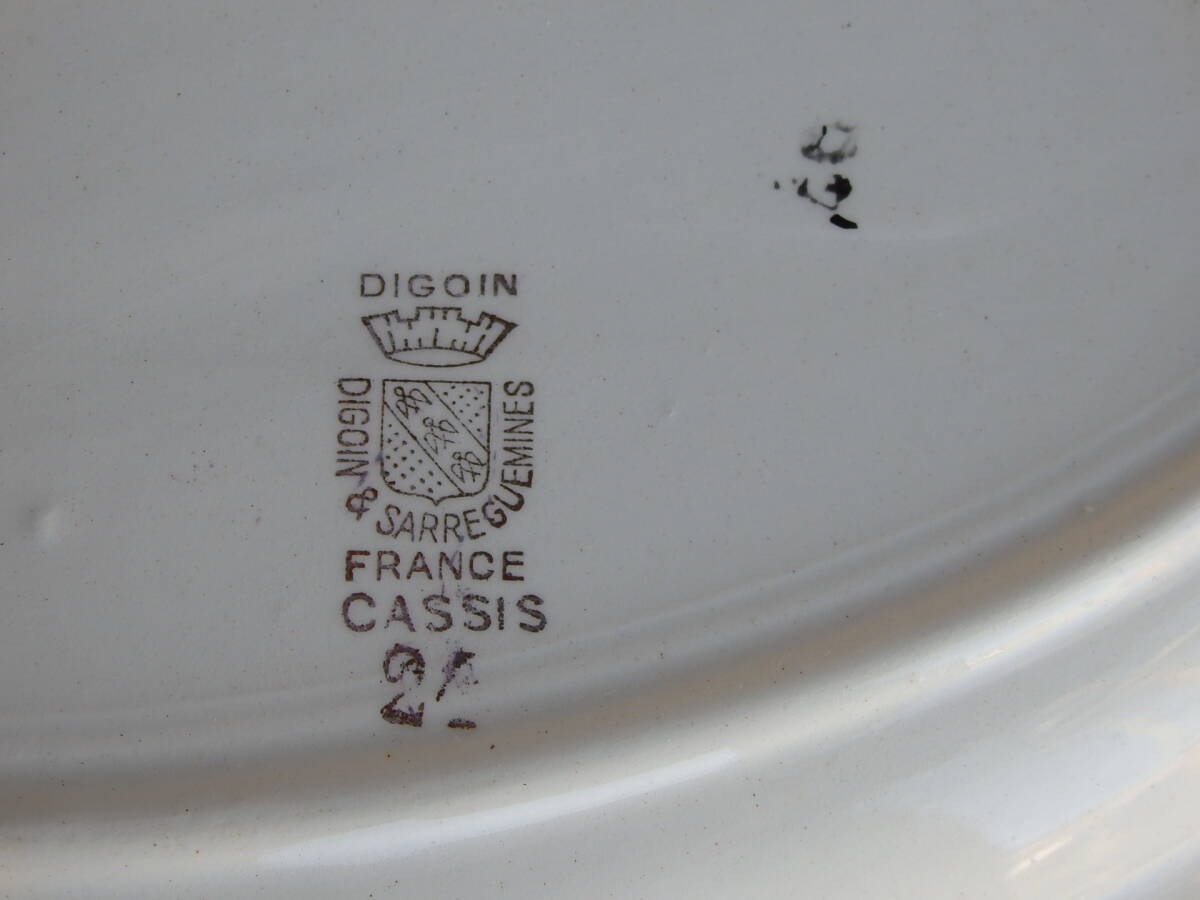 DIGOIN
DIGOIN & SARREGUEMINES
FRANCE
CASSIS